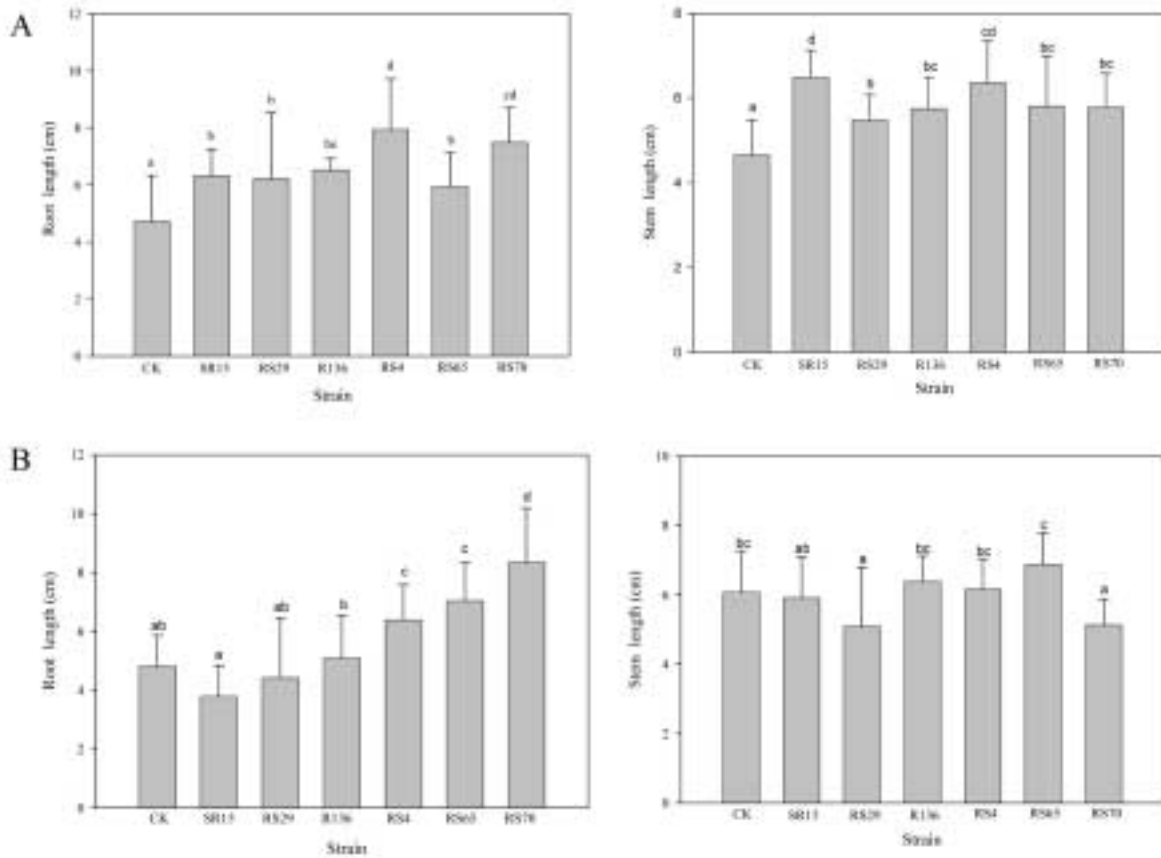 A
12
10
8
6
4
2
0
Root length (cm)
a
b
b
bc
d
b
cd
CK SR15 RS29 R136 RS4 RS65 RS70
Strain
8
6
4
2
0
Stem length (cm)
a
d
b
bc
cd
bc
bc
CK SR15 RS29 R136 RS4 RS65 RS70
Strain
B
12
10
8
6
4
2
0
Root length (cm)
ab
a
ab
b
c
c
CK SR15 RS29 R136 RS4 RS65 RS70
Strain
10
8
6
4
2
0
Stem length (cm)
bc
ab
a
bc
bc
c
a
CK SR15 RS29 R136 RS4 RS65 RS70
Strain